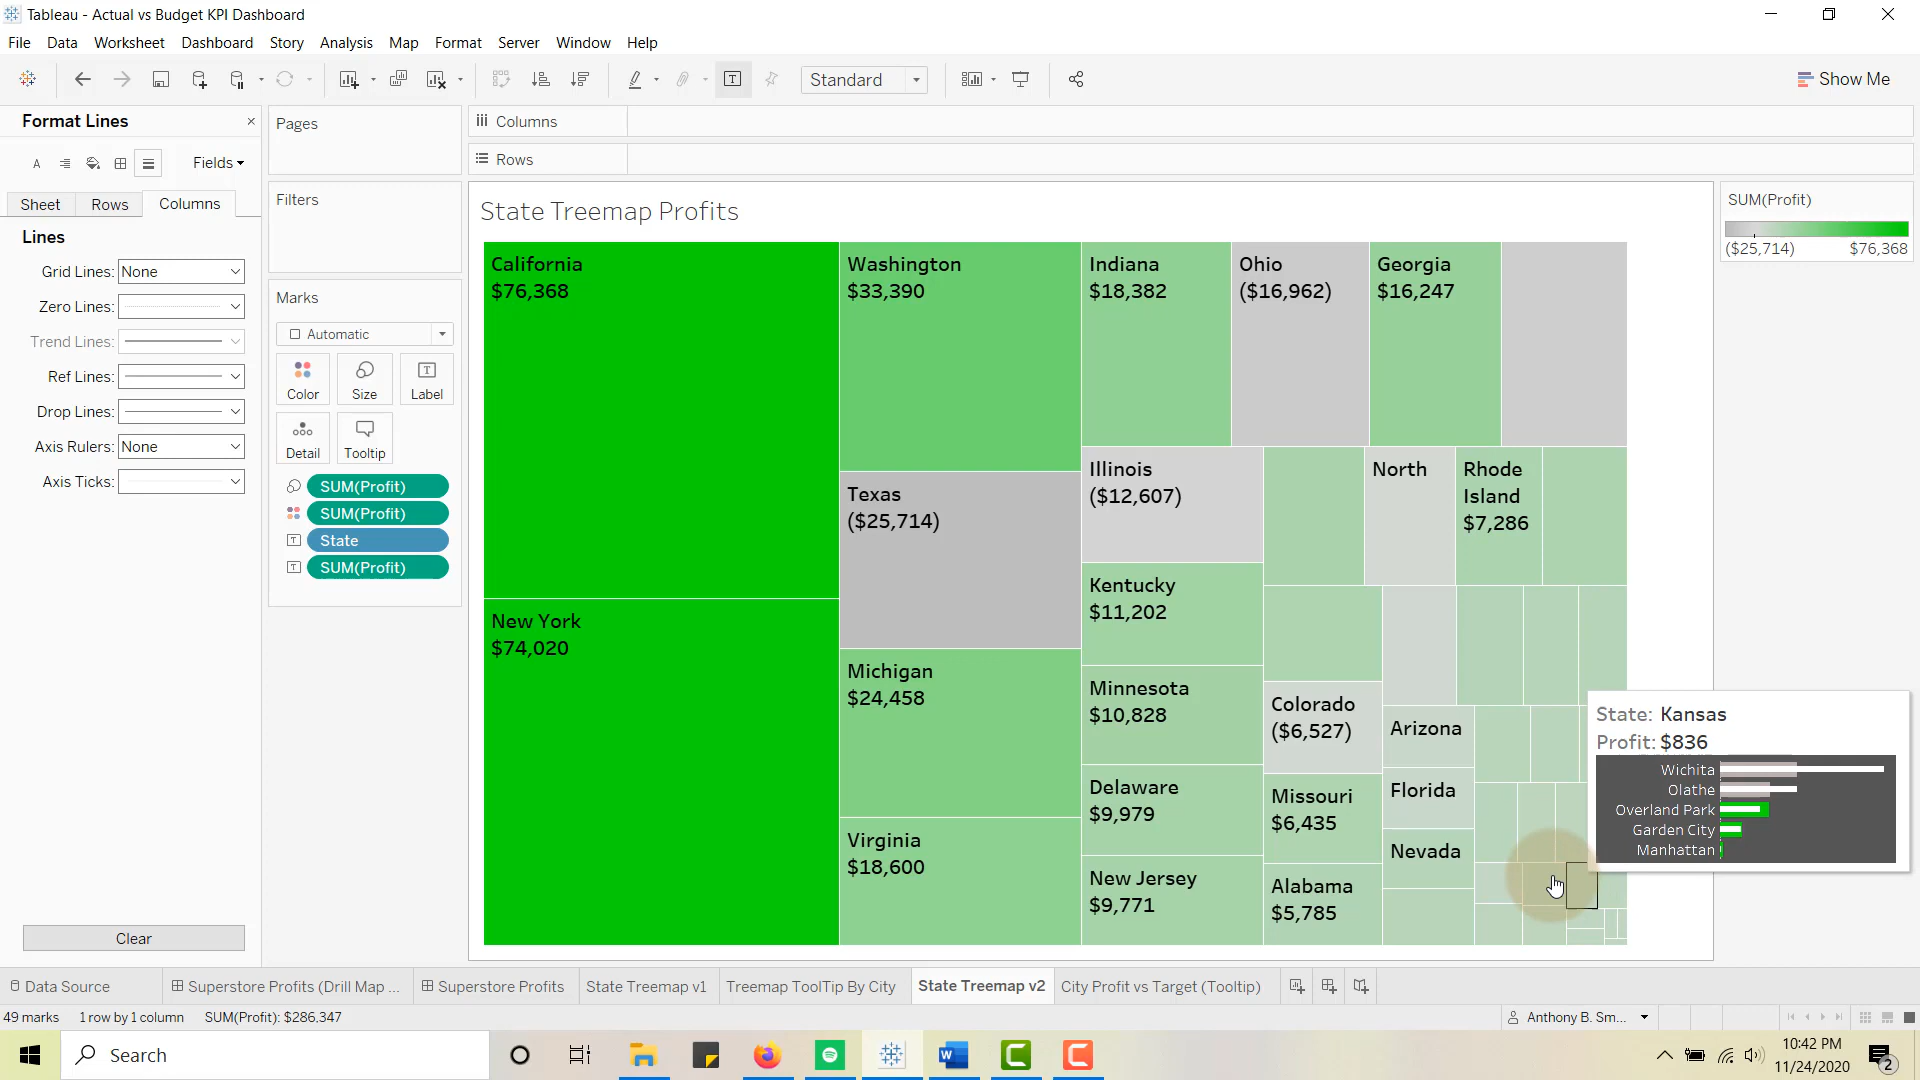 Tableau - Actual vs Budget KPI Dashboard
File Data Worksheet Dashboard Story Analysis Map Format Server Window Help
Standard
Show Me
Format Lines
Fields
Sheet Rows Columns
Lines
Grid Lines: None
Zero Lines:
Trend Lines:
Ref Lines:
Drop Lines:
Axis Rulers: None
Axis Ticks:
Clear
Pages
Filters
Marks
Automatic
Color Size Label
Detail Tooltip
SUM(Profit)
SUM(Profit)
State
SUM(Profit)
Columns
Rows
State Treemap Profits
California
$76,368
New York
$74,020
Washington
$33,390
Texas
($25,714)
Michigan
$24,458
Virginia
$18,600
Indiana
$18,382
Ohio
($16,962)
Georgia
$16,247
Illinois
($12,607)
Kentucky
$11,202
Minnesota
$10,828
Delaware
$9,979
New Jersey
$9,771
North
Rhode
Island
$7,286
Colorado
($6,527)
Missouri
$6,435
Alabama
$5,785
Arizona
Florida
Nevada
State: Kansas
Profit: $836
Wichita
Olathe
Overland Park
Garden City
Manhattan
SUM(Profit)
($25,714) $76,368
Data Source Superstore Profits (Drill Map ... Superstore Profits State Treemap v1 Treemap ToolTip By City State Treemap v2 City Profit vs Target (Tooltip)
49 marks 1 row by 1 column SUM(Profit): $286,347
Anthony B. Sm...
Search
10:42 PM
11/24/2020
2